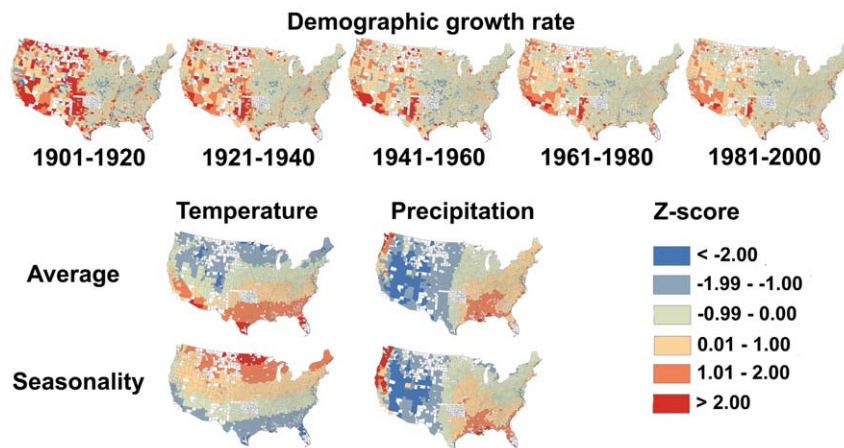 Demographic growth rate
1901-1920 1921-1940 1941-1960 1961-1980 1981-2000
Temperature Precipitation Z-score
Average
Seasonality
< -2.00
-1.99 - -1.00
-0.99 - 0.00
0.01 - 1.00
1.01 - 2.00
> 2.00